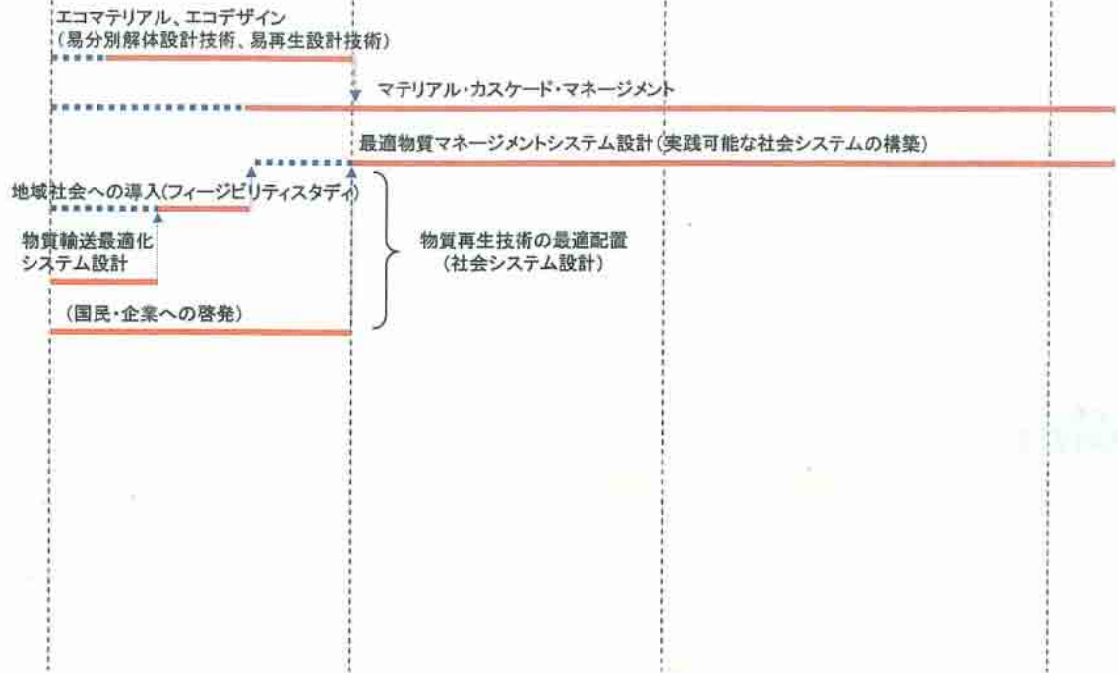 エコマテリアル、エコデザイン
(易分別解体設計技術、易再生設計技術)
マテリアル・カスケード・マネージメント
最適物質マネージメントシステム設計(実践可能な社会システムの構築)
地域社会への導入(フィージビリティスタディ)
物質輸送最適化
システム設計
物質再生技術の最適配置
(社会システム設計)
(国民・企業への啓発)